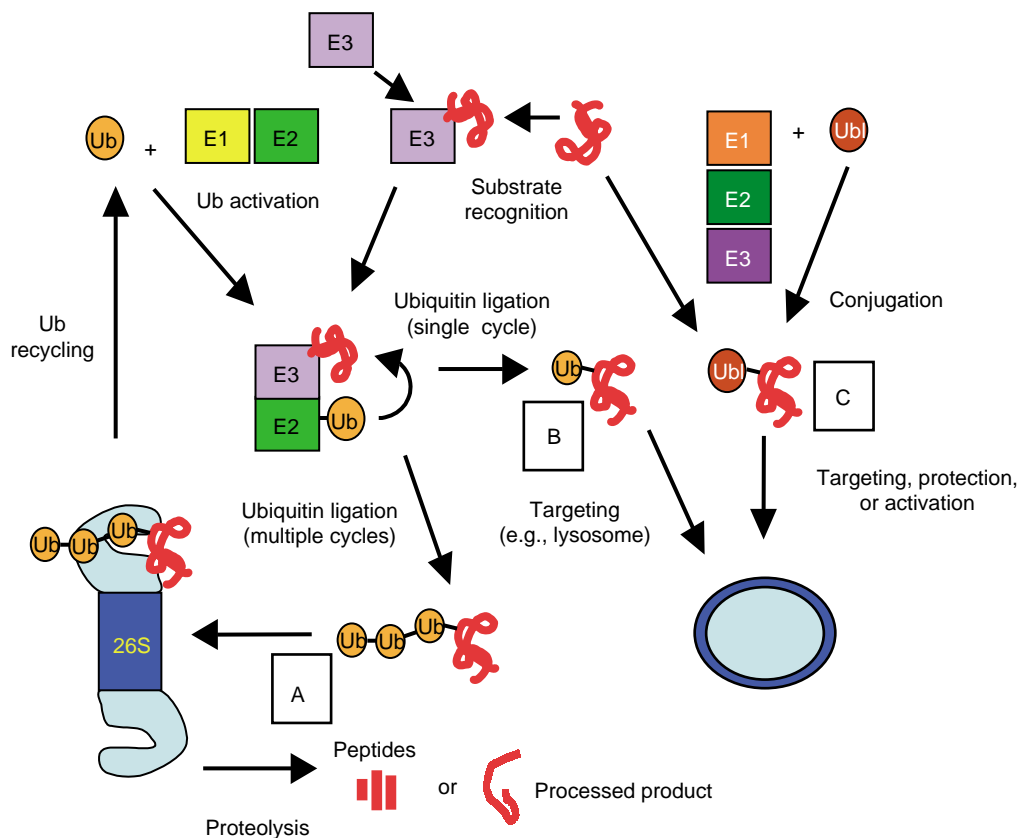 E3
Ub
+
E1
E2
E3
E1
+
Ubl
E2
E3
Ub activation
Substrate
recognition
Conjugation
Ub
recycling
Ubiquitin ligation
(single cycle)
E3
E2
Ub
Ub
B
Ubl
C
Targeting, protection,
or activation
Ubiquitin ligation
(multiple cycles)
Targeting
(e.g., lysosome)
Ub
Ub
Ub
26S
Ub
Ub
Ub
A
Peptides
or
Processed product
Proteolysis